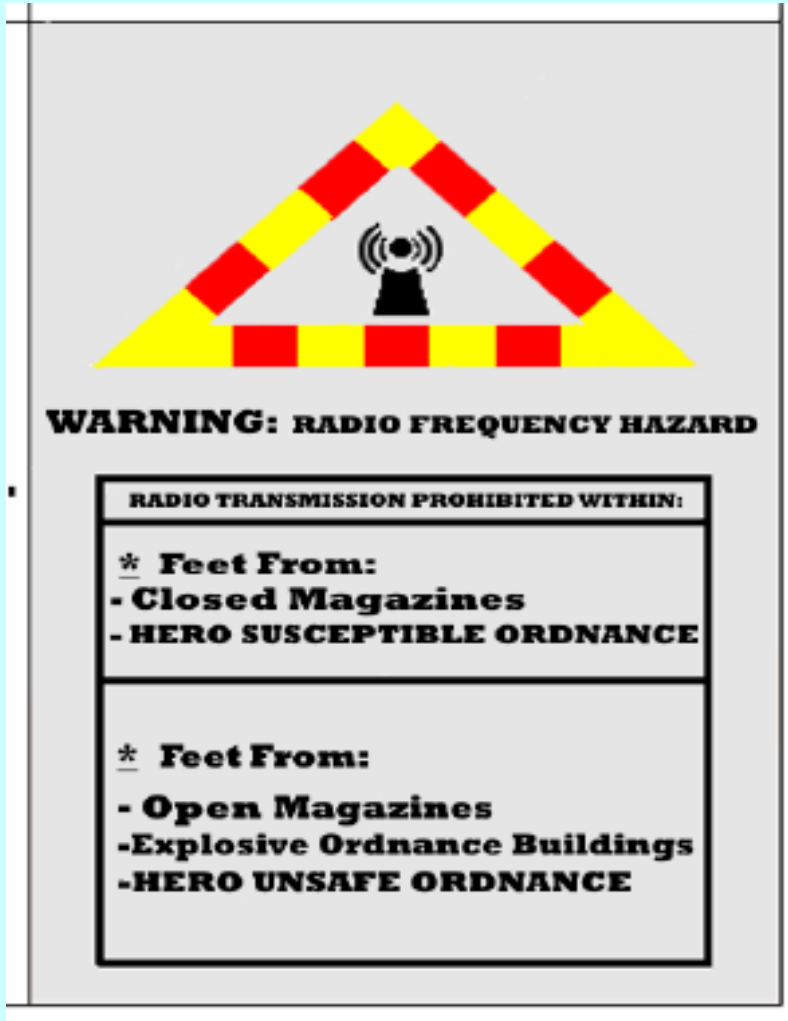 WARNING: RADIO FREQUENCY HAZARD
RADIO TRANSMISSION PROHIBITED WITHIN:
* Feet From:
- Closed Magazines
- HERO SUSCEPTIBLE ORDNANCE
* Feet From:
- Open Magazines
-Explosive Ordnance Buildings
-HERO UNSAFE ORDNANCE